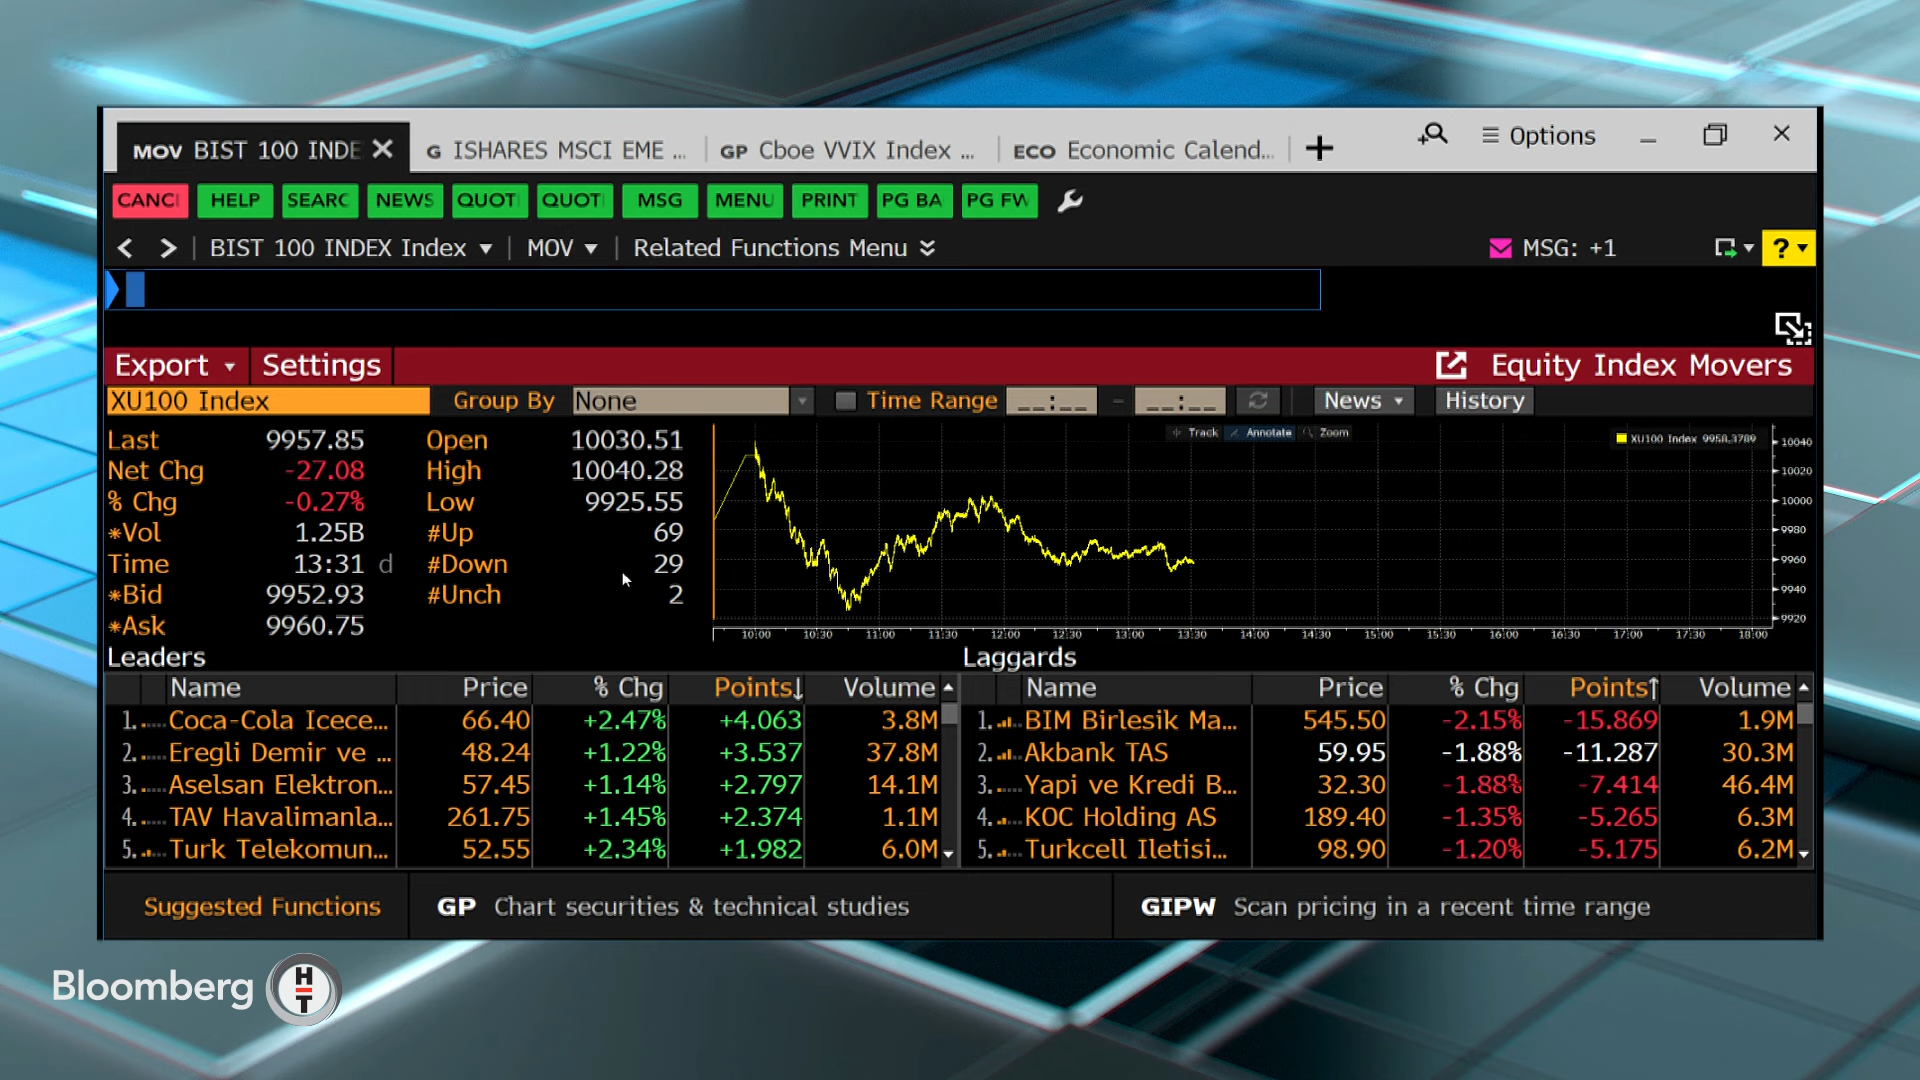 MOV BIST 100 INDE G ISHARES MSCI EME ... GP Cboe VVIX Index ... ECO Economic Calend... Options
CANC HELP SEARC NEWS QUOT QUOT MSG MENU PRINT PG BA PG FW
BIST 100 INDEX Index MOV Related Functions Menu MSG: +1 ?
Export Settings Equity Index Movers
XU100 Index Group By None Time Range __:__ - __:__ News History
Track Annotate Zoom
XU100 Index 9958.3789
Last 9957.85 Open 10030.51
Net Chg -27.08 High 10040.28
% Chg -0.27% Low 9925.55
*Vol 1.25B #Up 69
Time 13:31 d #Down 29
*Bid 9952.93 #Unch 2
*Ask 9960.75
10040
10020
10000
9980
9960
9940
9920
10:00 10:30 11:00 11:30 12:00 12:30 13:00 13:30 14:00 14:30 15:00 15:30 16:00 16:30 17:00 17:30 18:00
Leaders
Name Price % Chg Points↓ Volume
1. Coca-Cola Icece... 66.40 +2.47% +4.063 3.8M
2. Eregli Demir ve ... 48.24 +1.22% +3.537 37.8M
3. Aselsan Elektron... 57.45 +1.14% +2.797 14.1M
4. TAV Havalimanla... 261.75 +1.45% +2.374 1.1M
5. Turk Telekomun... 52.55 +2.34% +1.982 6.0M
Laggards
Name Price % Chg Points↑ Volume
1. BIM Birlesik Ma... 545.50 -2.15% -15.869 1.9M
2. Akbank TAS 59.95 -1.88% -11.287 30.3M
3. Yapi ve Kredi B... 32.30 -1.88% -7.414 46.4M
4. KOC Holding AS 189.40 -1.35% -5.265 6.3M
5. Turkcell Iletisi... 98.90 -1.20% -5.175 6.2M
Suggested Functions GP Chart securities & technical studies GIPW Scan pricing in a recent time range
Bloomberg HT